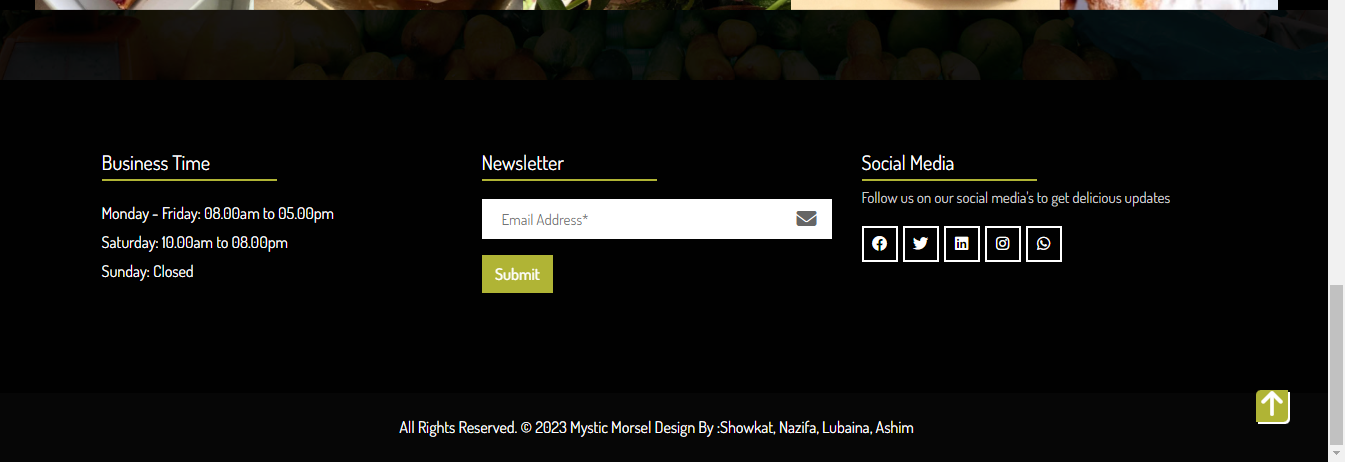 Business Time
Monday - Friday: 08.00am to 05.00pm
Saturday: 10.00am to 08.00pm
Sunday: Closed
Newsletter
Email Address*
Submit
Social Media
Follow us on our social media's to get delicious updates
All Rights Reserved. © 2023 Mystic Morsel Design By :Showkat, Nazifa, Lubaina, Ashim